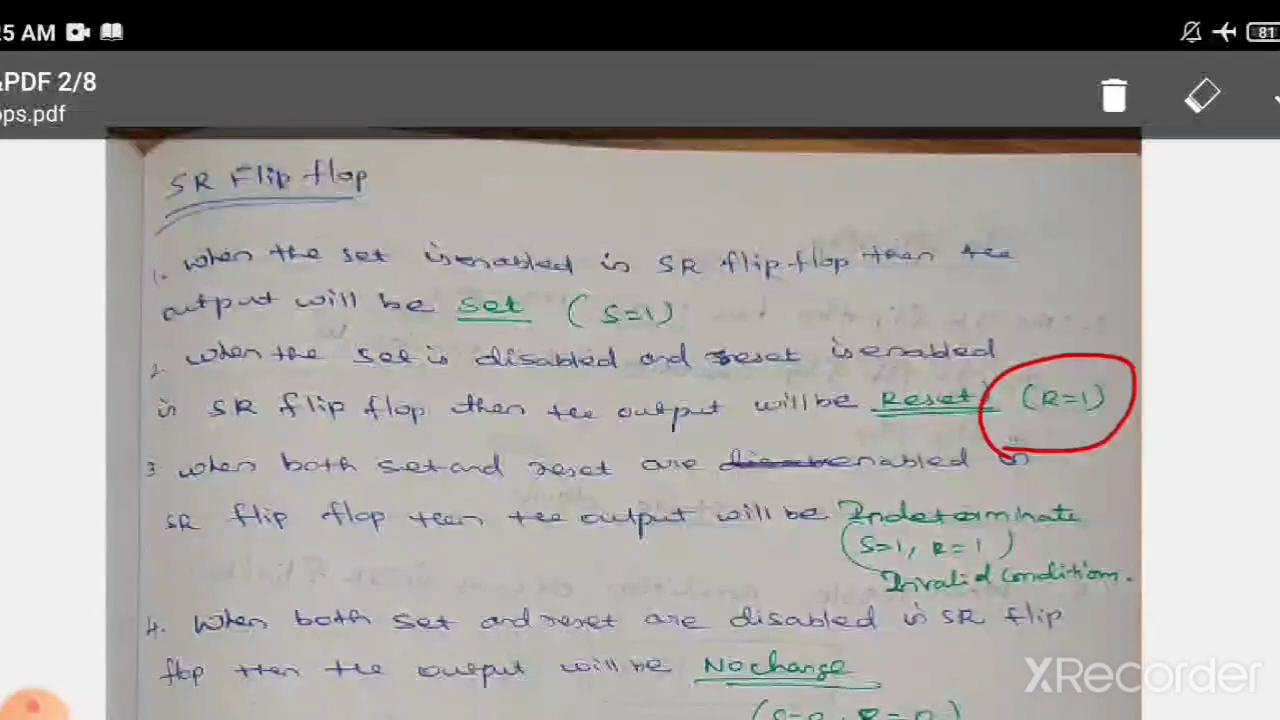 25 AM
81
PDF 2/8
ops.pdf
SR Flip flop
1. when the set is enabled in SR flip-flop then the
output will be set (S=1)
2. when the set is disabled and reset is enabled
in SR flip flop then the output will be Reset (R=1)
3 when both set and reset are enabled in
SR flip flop then the output will be Indeterminate
(S=1, R=1)
Invalid condition.
4. When both set and reset are disabled in SR flip
flop then the output will be No change
(S=0, R=0)
XRecorder